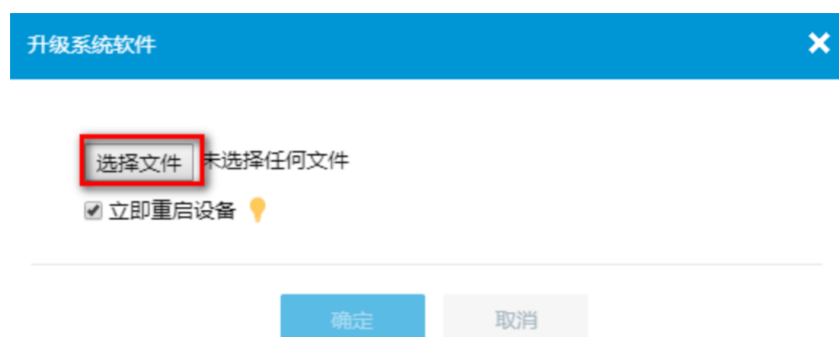 升级系统软件
选择文件 未选择任何文件
立即重启设备
确定 取消